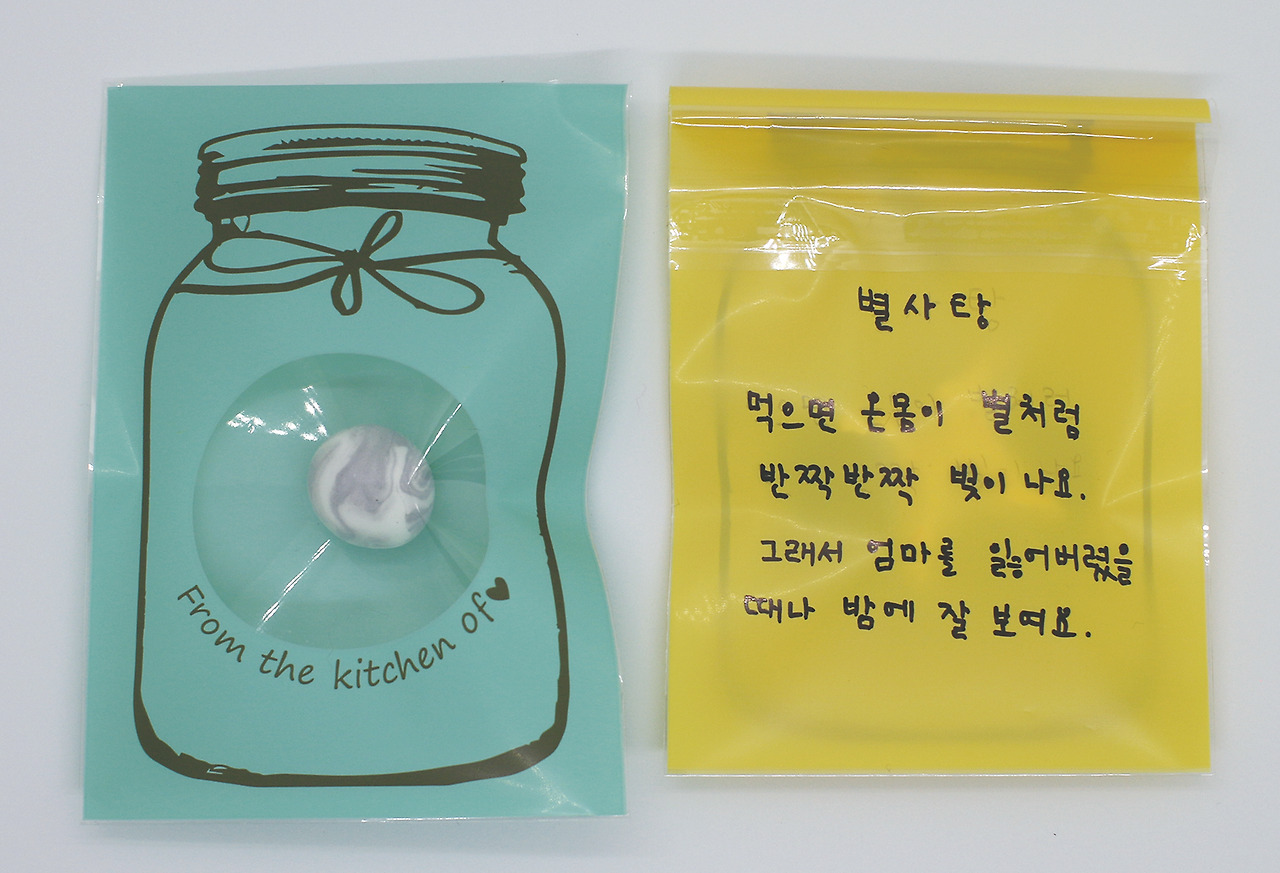 From the kitchen of
별사탕
먹으면 온몸이 별처럼
반짝반짝 빛이 나요.
그래서 엄마를 잃어버렸을
때나 밤에 잘 보여요.